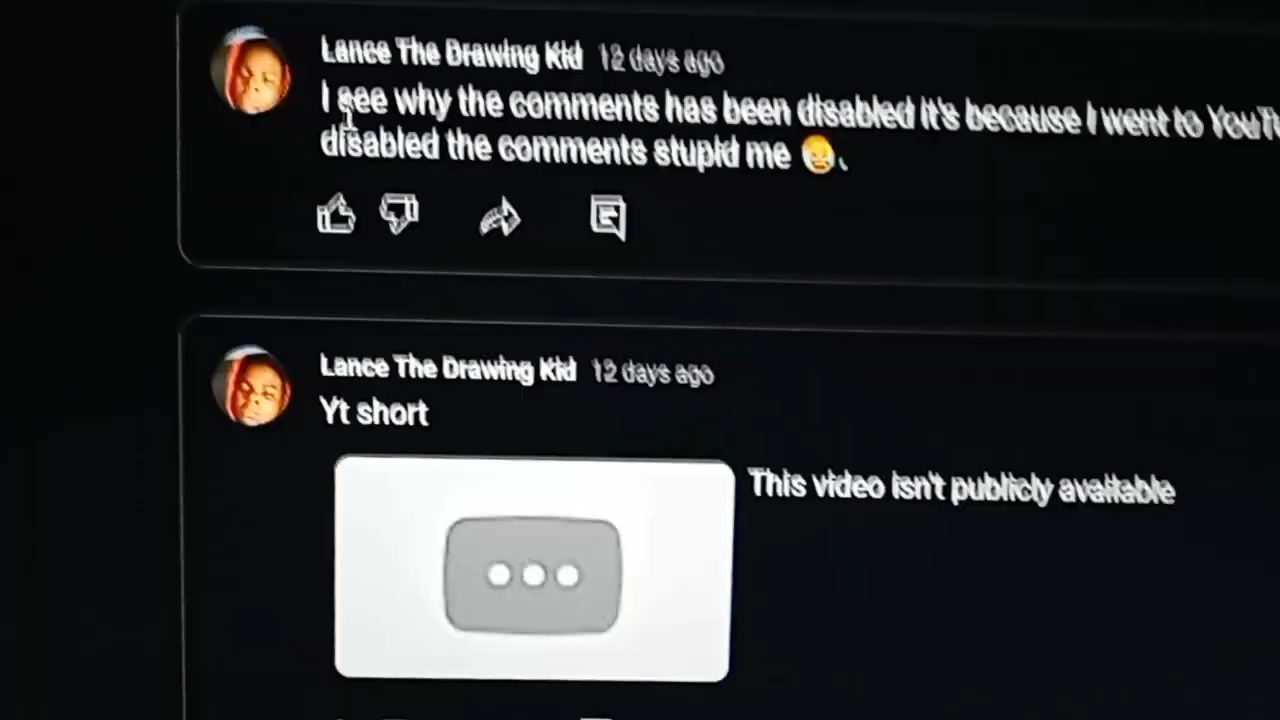 Lance The Drawing Kid 12 days ago
I see why the comments has been disabled it's because I went to YouTu
disabled the comments stupid me 😡.
Lance The Drawing Kid 12 days ago
Yt short
This video isn't publicly available